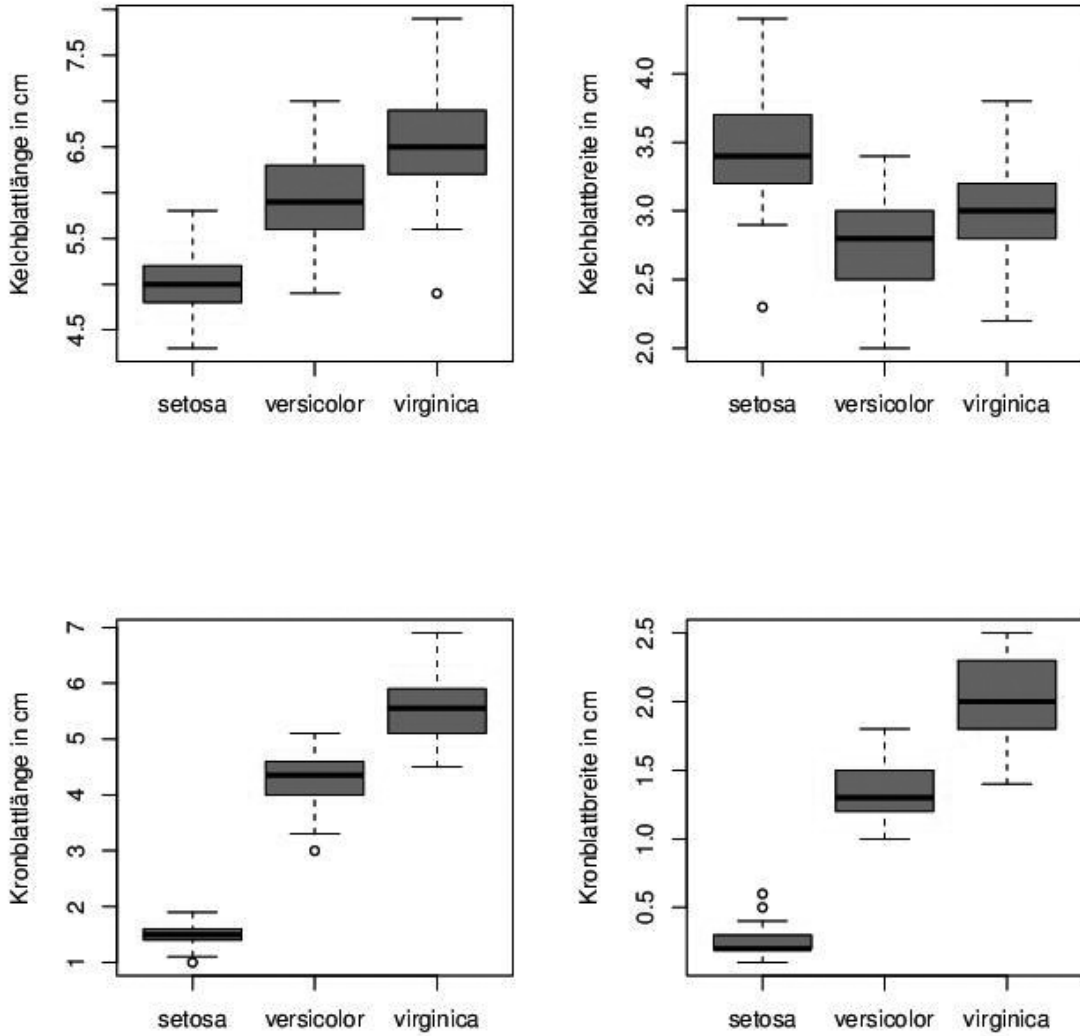 Kelchblattlänge in cm
7.5
6.5
5.5
4.5
setosa versicolor virginica
Kelchblattbreite in cm
4.0
3.5
3.0
2.5
2.0
setosa versicolor virginica
Kronblattlänge in cm
7
6
5
4
3
2
1
setosa versicolor virginica
Kronblattbreite in cm
2.5
2.0
1.5
1.0
0.5
setosa versicolor virginica